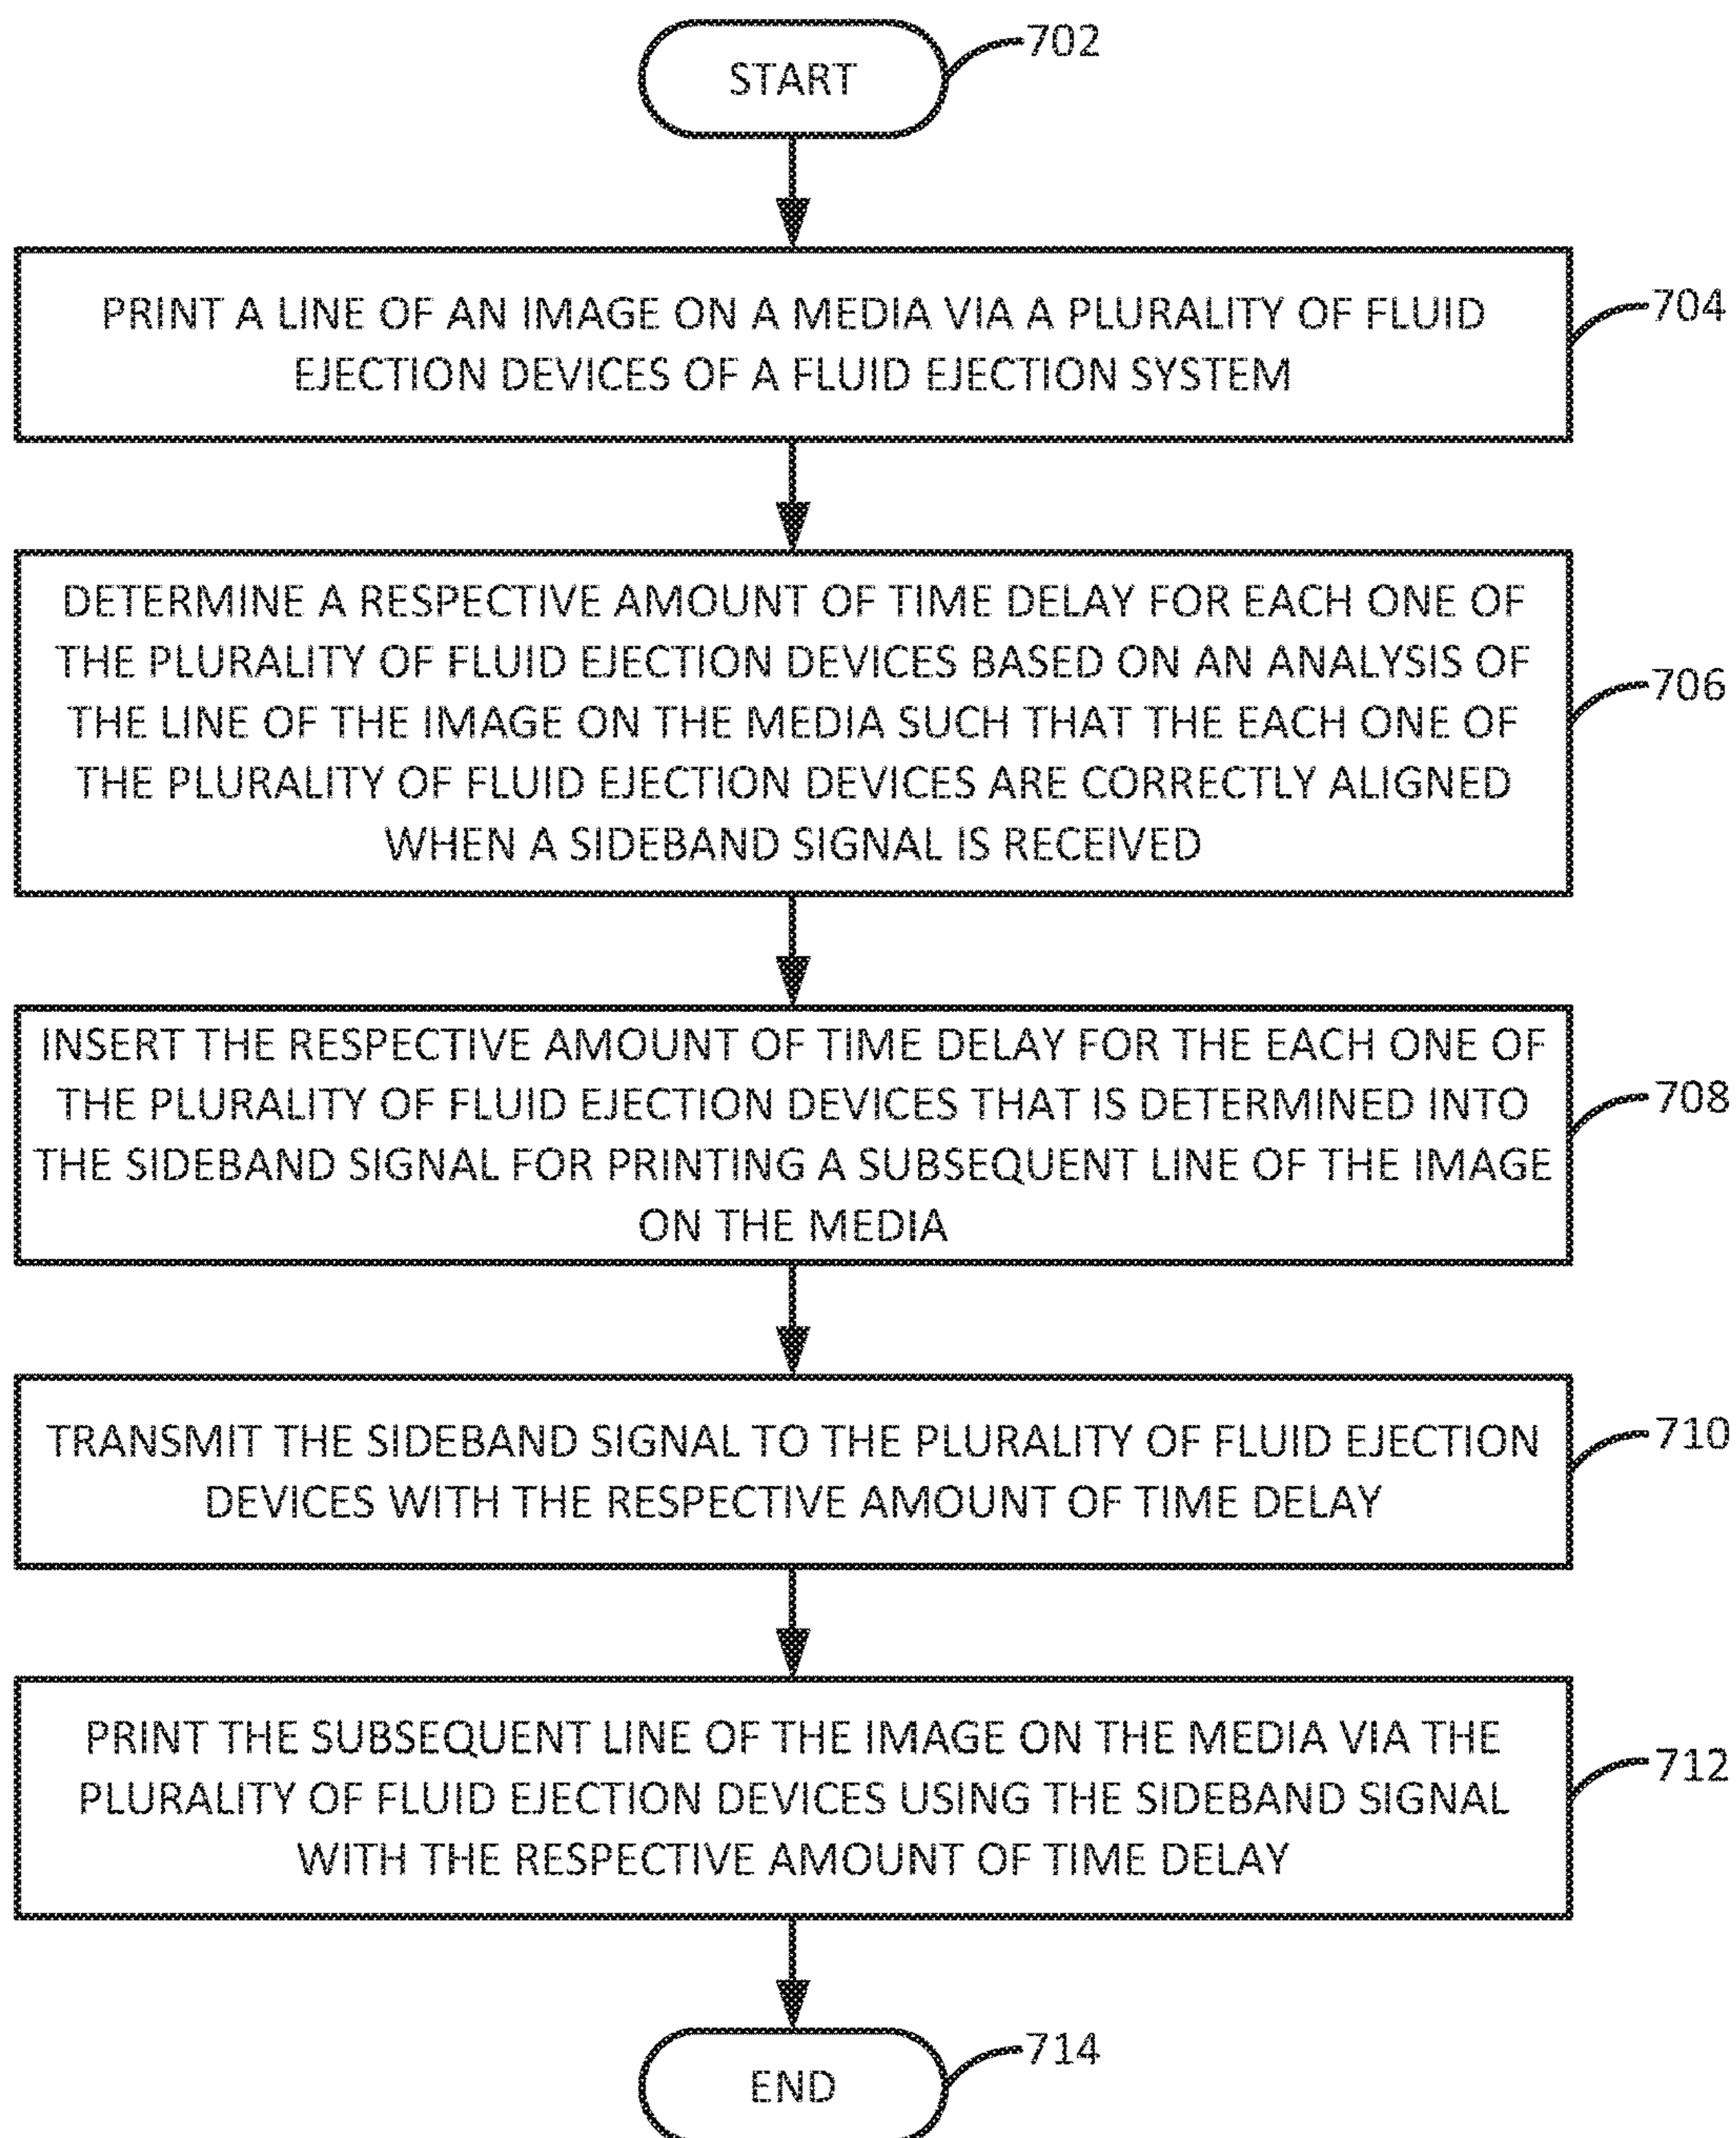 START
702
PRINT A LINE OF AN IMAGE ON A MEDIA VIA A PLURALITY OF FLUID
EJECTION DEVICES OF A FLUID EJECTION SYSTEM
704
DETERMINE A RESPECTIVE AMOUNT OF TIME DELAY FOR EACH ONE OF
THE PLURALITY OF FLUID EJECTION DEVICES BASED ON AN ANALYSIS OF
THE LINE OF THE IMAGE ON THE MEDIA SUCH THAT THE EACH ONE OF
THE PLURALITY OF FLUID EJECTION DEVICES ARE CORRECTLY ALIGNED
WHEN A SIDEBAND SIGNAL IS RECEIVED
706
INSERT THE RESPECTIVE AMOUNT OF TIME DELAY FOR THE EACH ONE OF
THE PLURALITY OF FLUID EJECTION DEVICES THAT IS DETERMINED INTO
THE SIDEBAND SIGNAL FOR PRINTING A SUBSEQUENT LINE OF THE IMAGE
ON THE MEDIA
708
TRANSMIT THE SIDEBAND SIGNAL TO THE PLURALITY OF FLUID EJECTION
DEVICES WITH THE RESPECTIVE AMOUNT OF TIME DELAY
710
PRINT THE SUBSEQUENT LINE OF THE IMAGE ON THE MEDIA VIA THE
PLURALITY OF FLUID EJECTION DEVICES USING THE SIDEBAND SIGNAL
WITH THE RESPECTIVE AMOUNT OF TIME DELAY
712
END
714